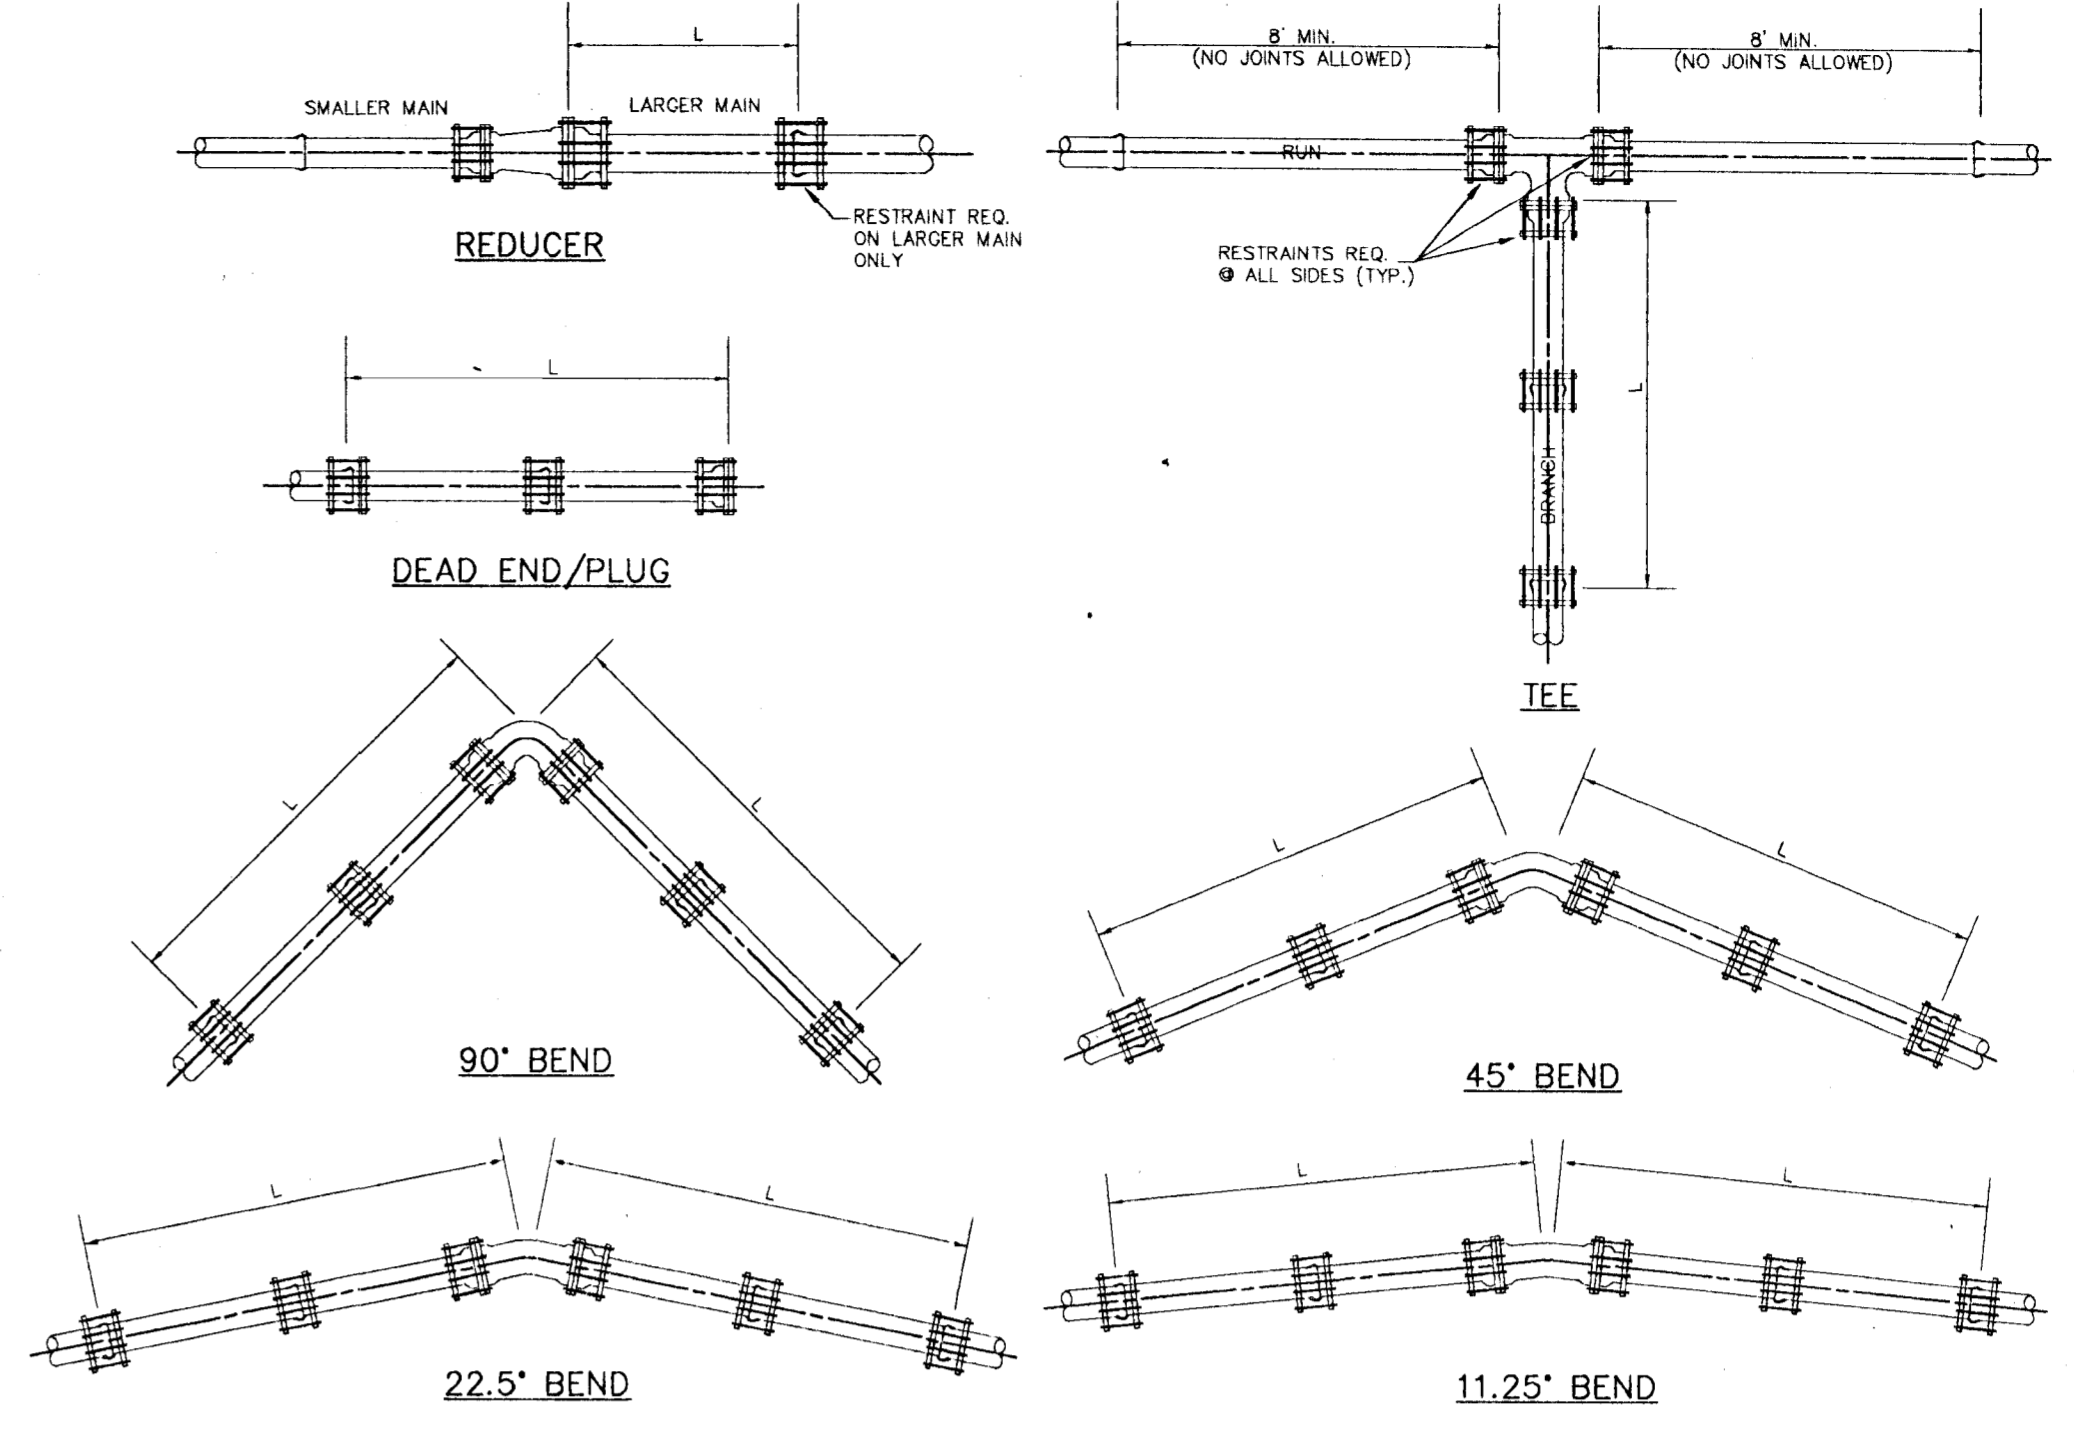 L
SMALLER MAIN
LARGER MAIN
RESTRAINT REQ.
ON LARGER MAIN
ONLY
REDUCER
8' MIN.
(NO JOINTS ALLOWED)
8' MIN.
(NO JOINTS ALLOWED)
RUN
RESTRAINTS REQ.
@ ALL SIDES (TYP.)
L
BRANCH
TEE
L
DEAD END/PLUG
L
L
90° BEND
L
L
45° BEND
L
L
22.5° BEND
L
L
11.25° BEND